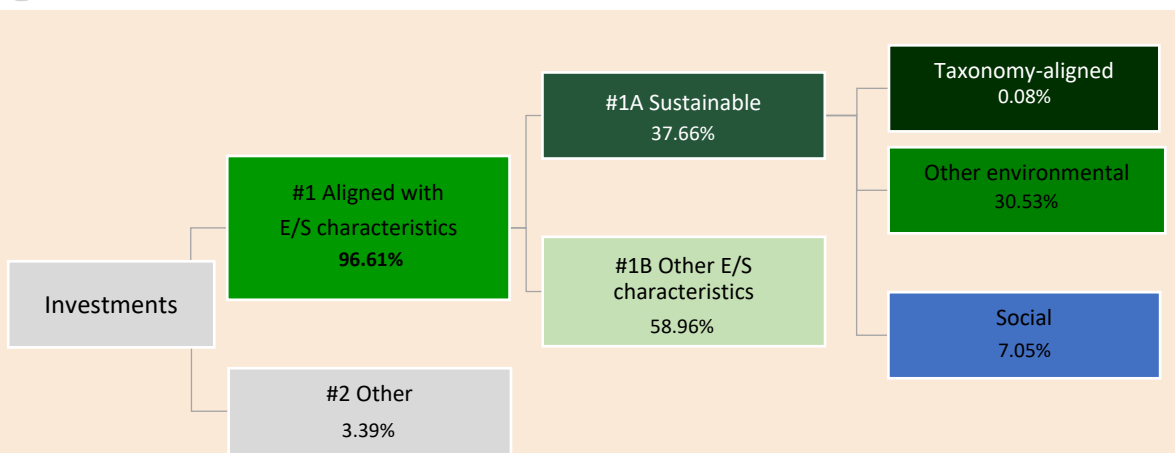 Investments
#1 Aligned with
E/S characteristics
96.61%
#2 Other
3.39%
#1A Sustainable
37.66%
#1B Other E/S
characteristics
58.96%
Taxonomy-aligned
0.08%
Other environmental
30.53%
Social
7.05%